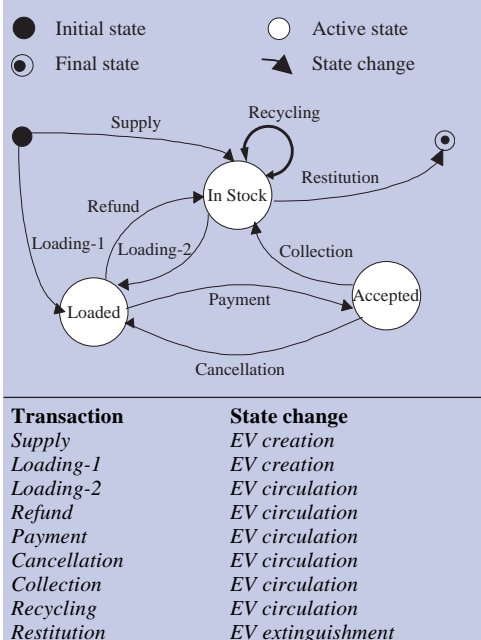 Initial state
Active state
Final state
State change
Recycling
Supply
Restitution
In Stock
Refund
Loading-1
Loading-2
Collection
Payment
Accepted
Loaded
Cancellation
Transaction State change
Supply EV creation
Loading-1 EV creation
Loading-2 EV circulation
Refund EV circulation
Payment EV circulation
Cancellation EV circulation
Collection EV circulation
Recycling EV circulation
Restitution EV extinguishment